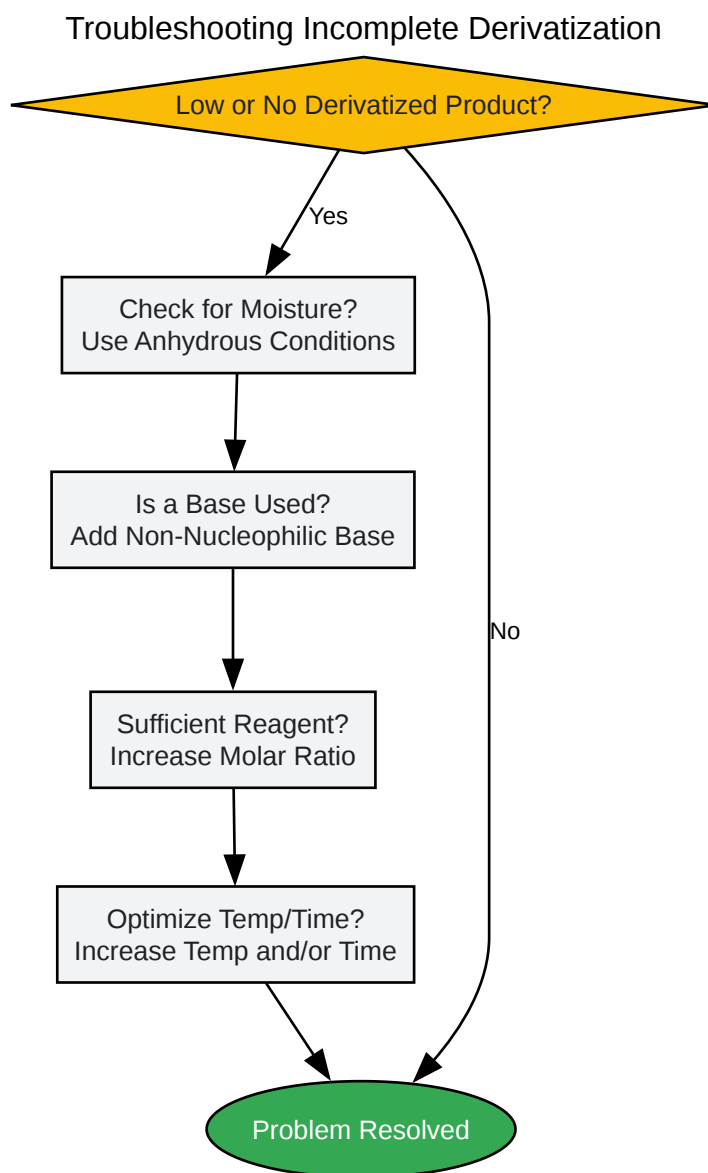 Troubleshooting Incomplete Derivatization
Low or No Derivatized Product?
Yes
Check for Moisture?
Use Anhydrous Conditions
Is a Base Used?
Add Non-Nucleophilic Base
No
Sufficient Reagent?
Increase Molar Ratio
Optimize Temp/Time?
Increase Temp and/or Time
Problem Resolved